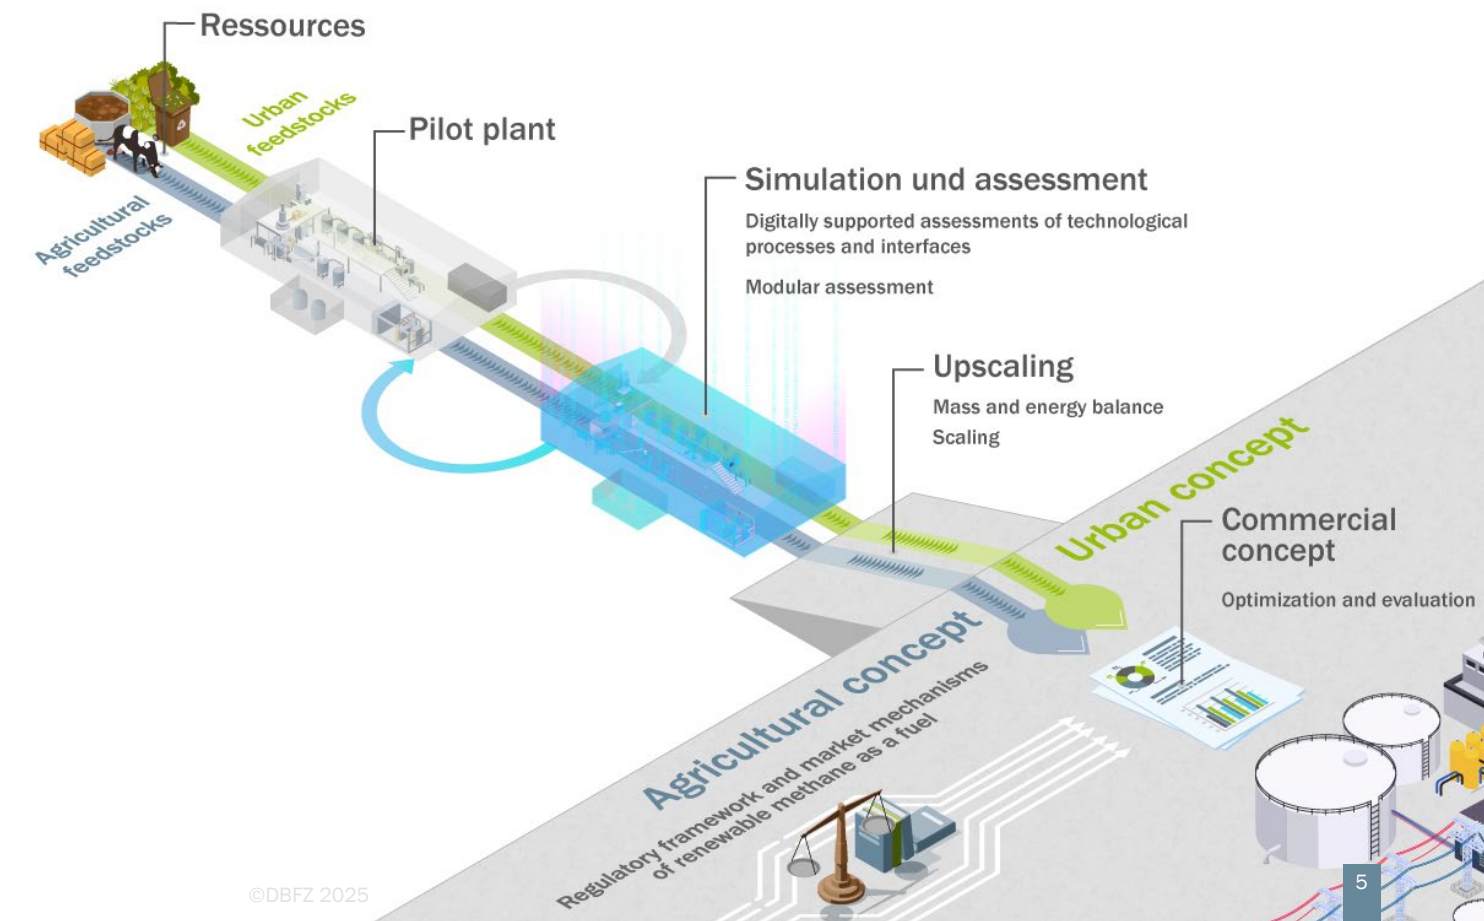 Ressources
Urban
feedstocks
Pilot plant
Agricultural
feedstocks
Simulation und assessment
Digitally supported assessments of technological
processes and interfaces
Modular assessment
Upscaling
Mass and energy balance
Scaling
Urban concept
Commercial
concept
Optimization and evaluation
Agricultural concept
Regulatory framework and market mechanisms
of renewable methane as a fuel
©DBFZ 2025
5